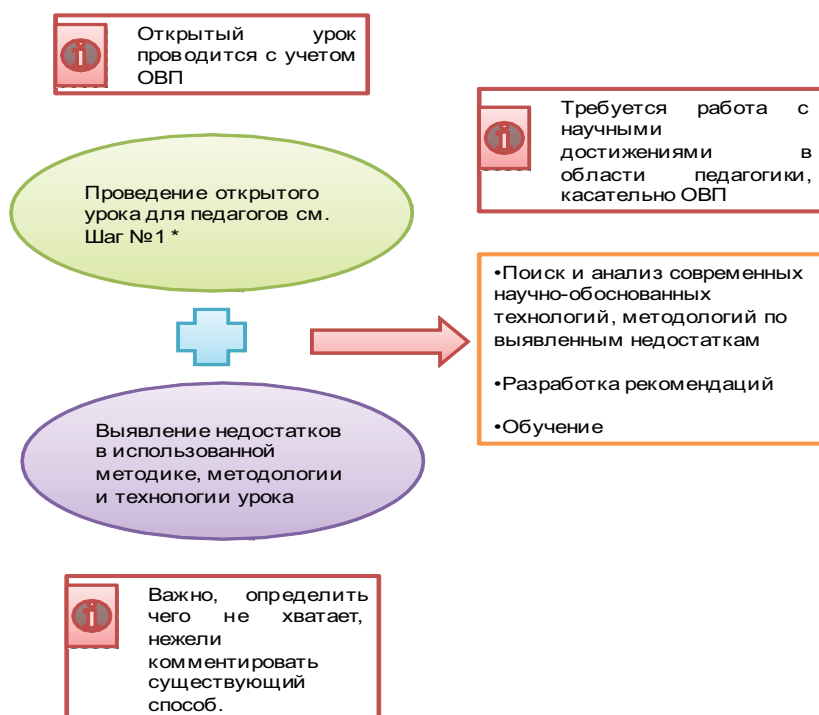 Открытый урок
проводится с учетом
ОВП
Проведение открытого
урока для педагогов см.
Шаг №1 *
Выявление недостатков
в использованной
методике, методологии
и технологии урока
Важно, определить
чего не хватает,
нежели
комментировать
существующий
способ.
Требуется работа с
научными
достижениями в
области педагогики,
касательно ОВП
•Поиск и анализ современных
научно-обоснованных
технологий, методологий по
выявленным недостаткам
•Разработка рекомендаций
•Обучение